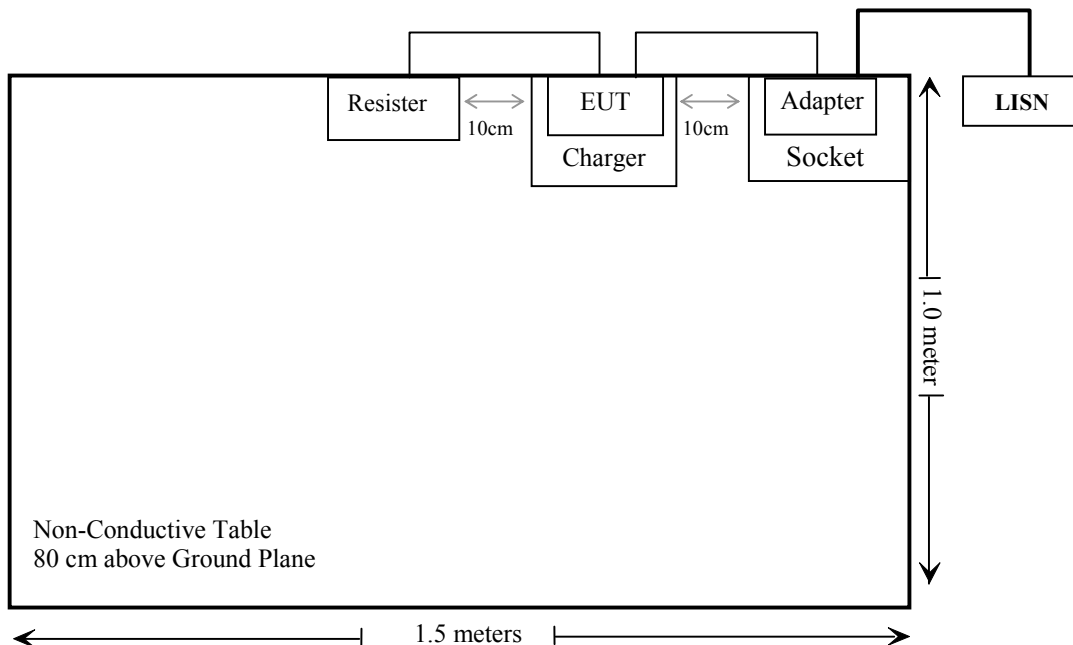 Resister
EUT
Adapter
LISN
10cm
10cm
Charger
Socket
1.0 meter
Non-Conductive Table
80 cm above Ground Plane
1.5 meters